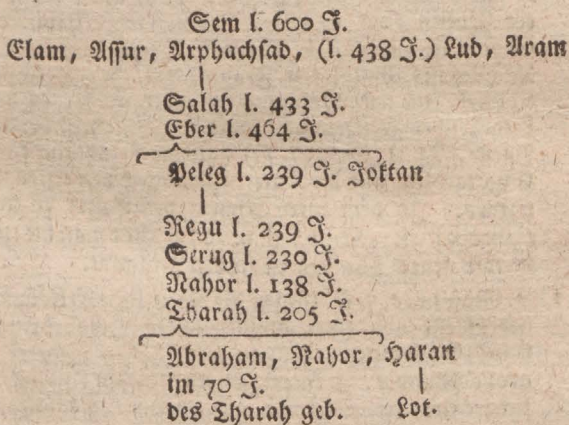 Sem l. 600 J.
Elam, Assur, Arphachsad, (l. 438 J.) Lud, Aram
Salah l. 433 J.
Eber l. 464 J.
Peleg l. 239 J. Joktan
Regu l. 239 J.
Serug l. 230 J.
Nahor l. 138 J.
Tharah l. 205 J.
Abraham, Nahor, Haran
im 70 J.
des Tharah geb. Lot.